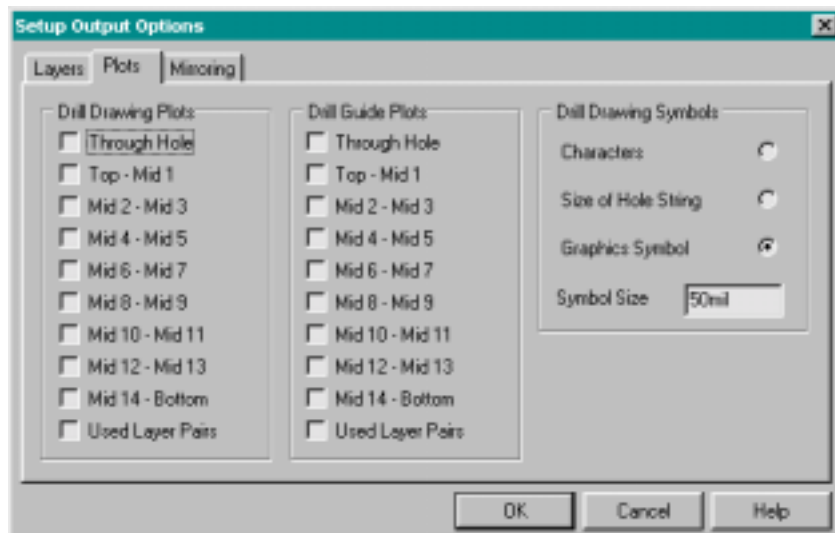 Setup Output Options
Layers Plots Mirroring
Drill Drawing Plots
Through Hole
Top - Mid 1
Mid 2 - Mid 3
Mid 4 - Mid 5
Mid 6 - Mid 7
Mid 8 - Mid 9
Mid 10 - Mid 11
Mid 12 - Mid 13
Mid 14 - Bottom
Used Layer Pairs
Drill Guide Plots
Through Hole
Top - Mid 1
Mid 2 - Mid 3
Mid 4 - Mid 5
Mid 6 - Mid 7
Mid 8 - Mid 9
Mid 10 - Mid 11
Mid 12 - Mid 13
Mid 14 - Bottom
Used Layer Pairs
Drill Drawing Symbols
Characters
Size of Hole String
Graphics Symbol
Symbol Size 50mil
OK Cancel Help